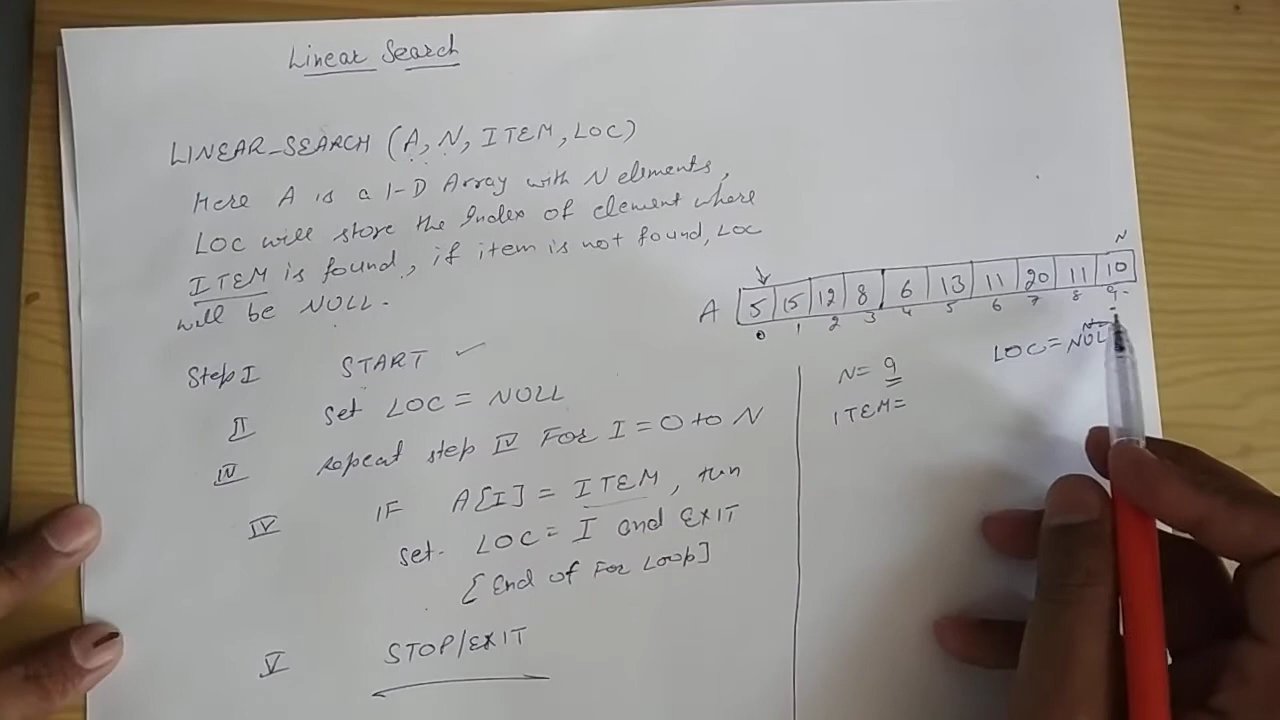 Linear Search
LINEAR_SEARCH (A, N, ITEM, LOC)
Here A is a 1-D Array with N elements,
LOC will store the Index of element where
ITEM is found, if item is not found, LOC
will be NULL.
Step I START ✓
II Set LOC = NULL
III Repeat step IV For I = 0 to N
IV IF A[I] = ITEM, then
Set LOC = I and EXIT
[End of For Loop]
V STOP/EXIT
N
A 5 15 12 8 6 13 11 20 11 10
0 1 2 3 4 5 6 7 8 9
N = 9
LOC = NUL
ITEM =